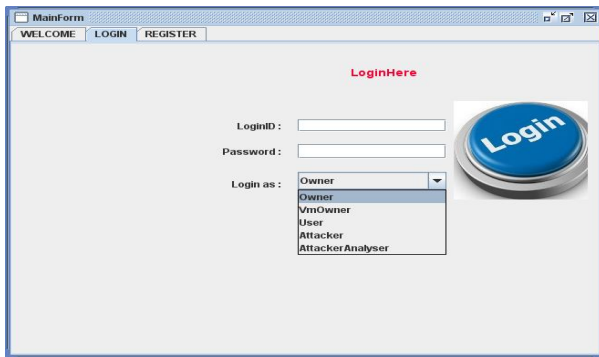 MainForm
WELCOME LOGIN REGISTER
LoginHere
LoginID :
Password :
Login as : Owner
Owner
VmOwner
User
Attacker
AttackerAnalyser
Login